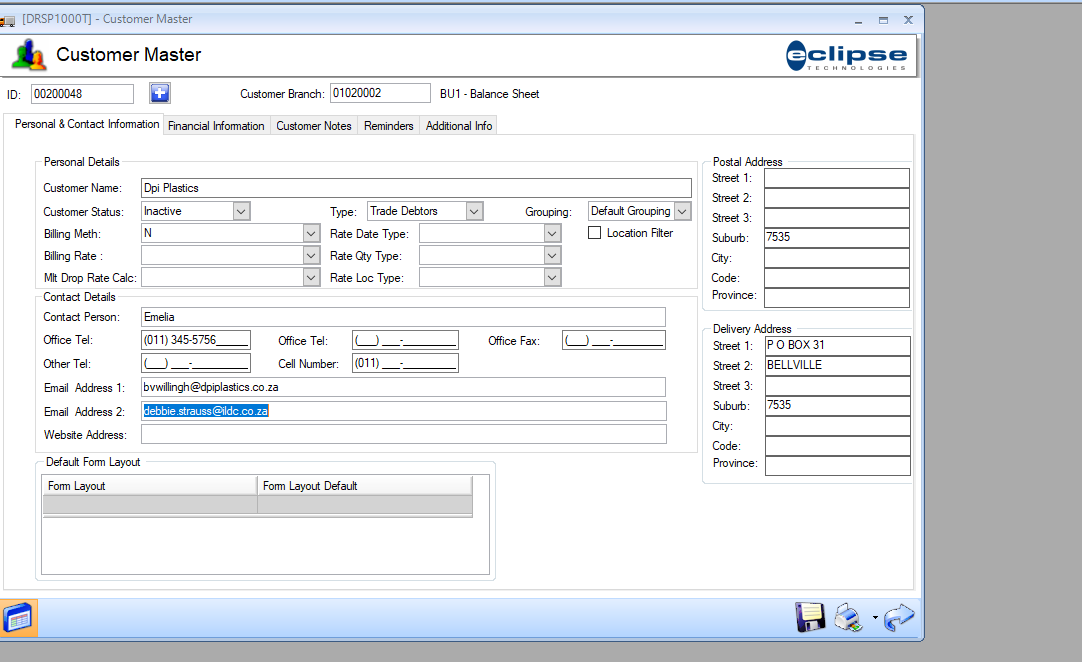 [DRSP1000T] - Customer Master
Customer Master
eclipse
TECHNOLOGIES
ID: 00200048 Customer Branch: 01020002 BU1 - Balance Sheet
Personal & Contact Information Financial Information Customer Notes Reminders Additional Info
Personal Details
Customer Name: Dpi Plastics
Customer Status: Inactive Type: Trade Debtors Grouping: Default Grouping
Billing Meth: N Rate Date Type: Location Filter
Billing Rate : Rate Qty Type:
Mlt Drop Rate Calc: Rate Loc Type:
Contact Details
Contact Person: Emelia
Office Tel: (011) 345-5756______ Office Tel: (___) ___-__________ Office Fax: (___) ___-__________
Other Tel: (___) ___-__________ Cell Number: (011) ___-__________
Email Address 1: bvwillingh@dpiplastics.co.za
Email Address 2: debbie.strauss@ildc.co.za
Website Address:
Default Form Layout
Form Layout Form Layout Default
Postal Address
Street 1:
Street 2:
Street 3:
Suburb: 7535
City:
Code:
Province:
Delivery Address
Street 1: P O BOX 31
Street 2: BELLVILLE
Street 3:
Suburb: 7535
City:
Code:
Province: